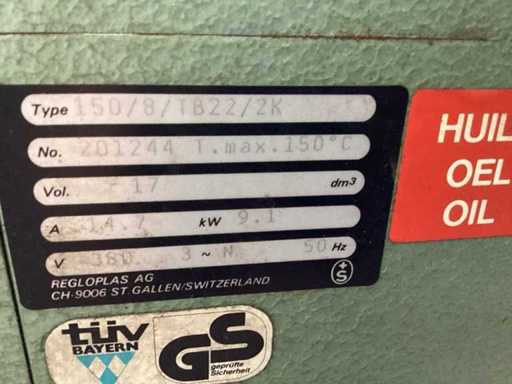 Type 150/8/TB22/2K
No. 201244 T.max.150°C
Vol. 17 dm³
A 14.7 kW 9.1
V 380 3~N 50 Hz
REGLOPLAS AG
CH-9006 ST.GALLEN/SWITZERLAND
HUIL
OEL
OIL
TÜV
BAYERN
GS
geprüfte
Sicherheit